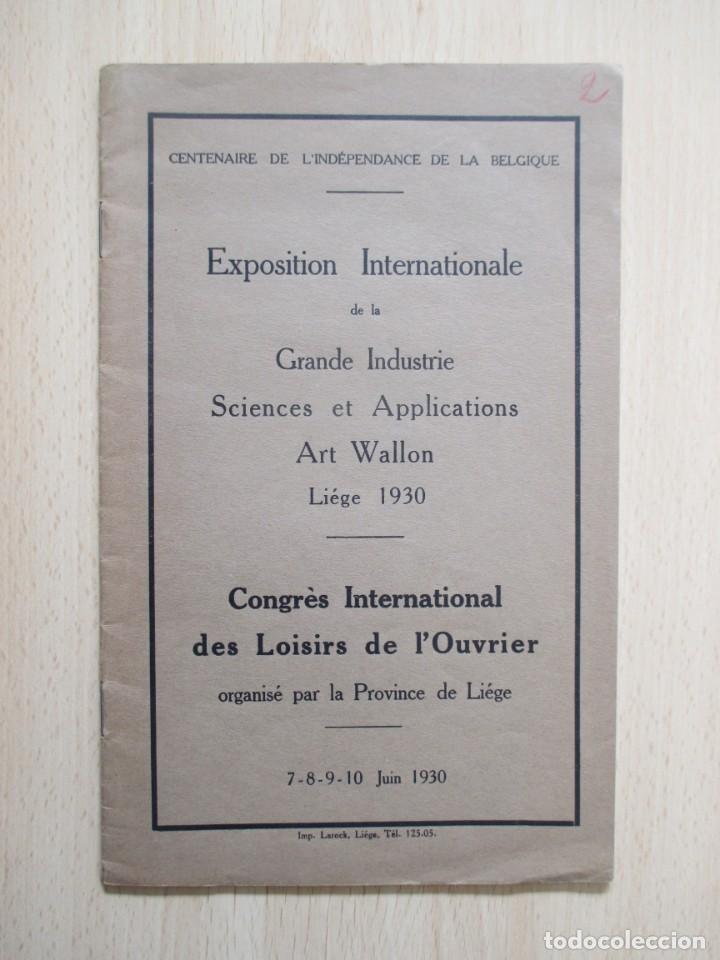 2
CENTENAIRE DE L'INDÉPENDANCE DE LA BELGIQUE
Exposition Internationale
de la
Grande Industrie
Sciences et Applications
Art Wallon
Liége 1930
Congrès International
des Loisirs de l'Ouvrier
organisé par la Province de Liége
7-8-9-10 Juin 1930
Imp. Larock, Liége, Tél. 125.05.
todocoleccion
todocoleccion.net